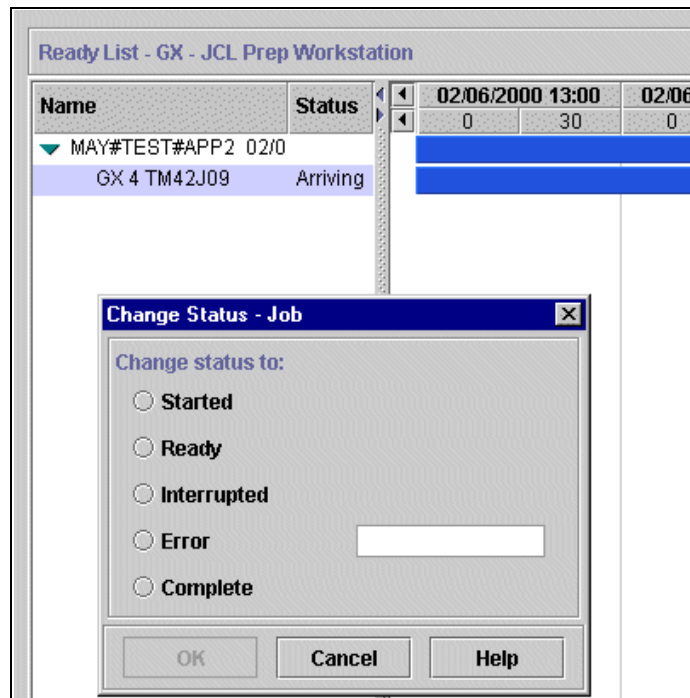 Ready List - GX - JCL Prep Workstation
Name Status 02/06/2000 13:00 02/06
0 30 0
MAY#TEST#APP2 02/0
GX 4 TM42J09 Arriving
Change Status - Job
Change status to:
Started
Ready
Interrupted
Error
Complete
OK Cancel Help